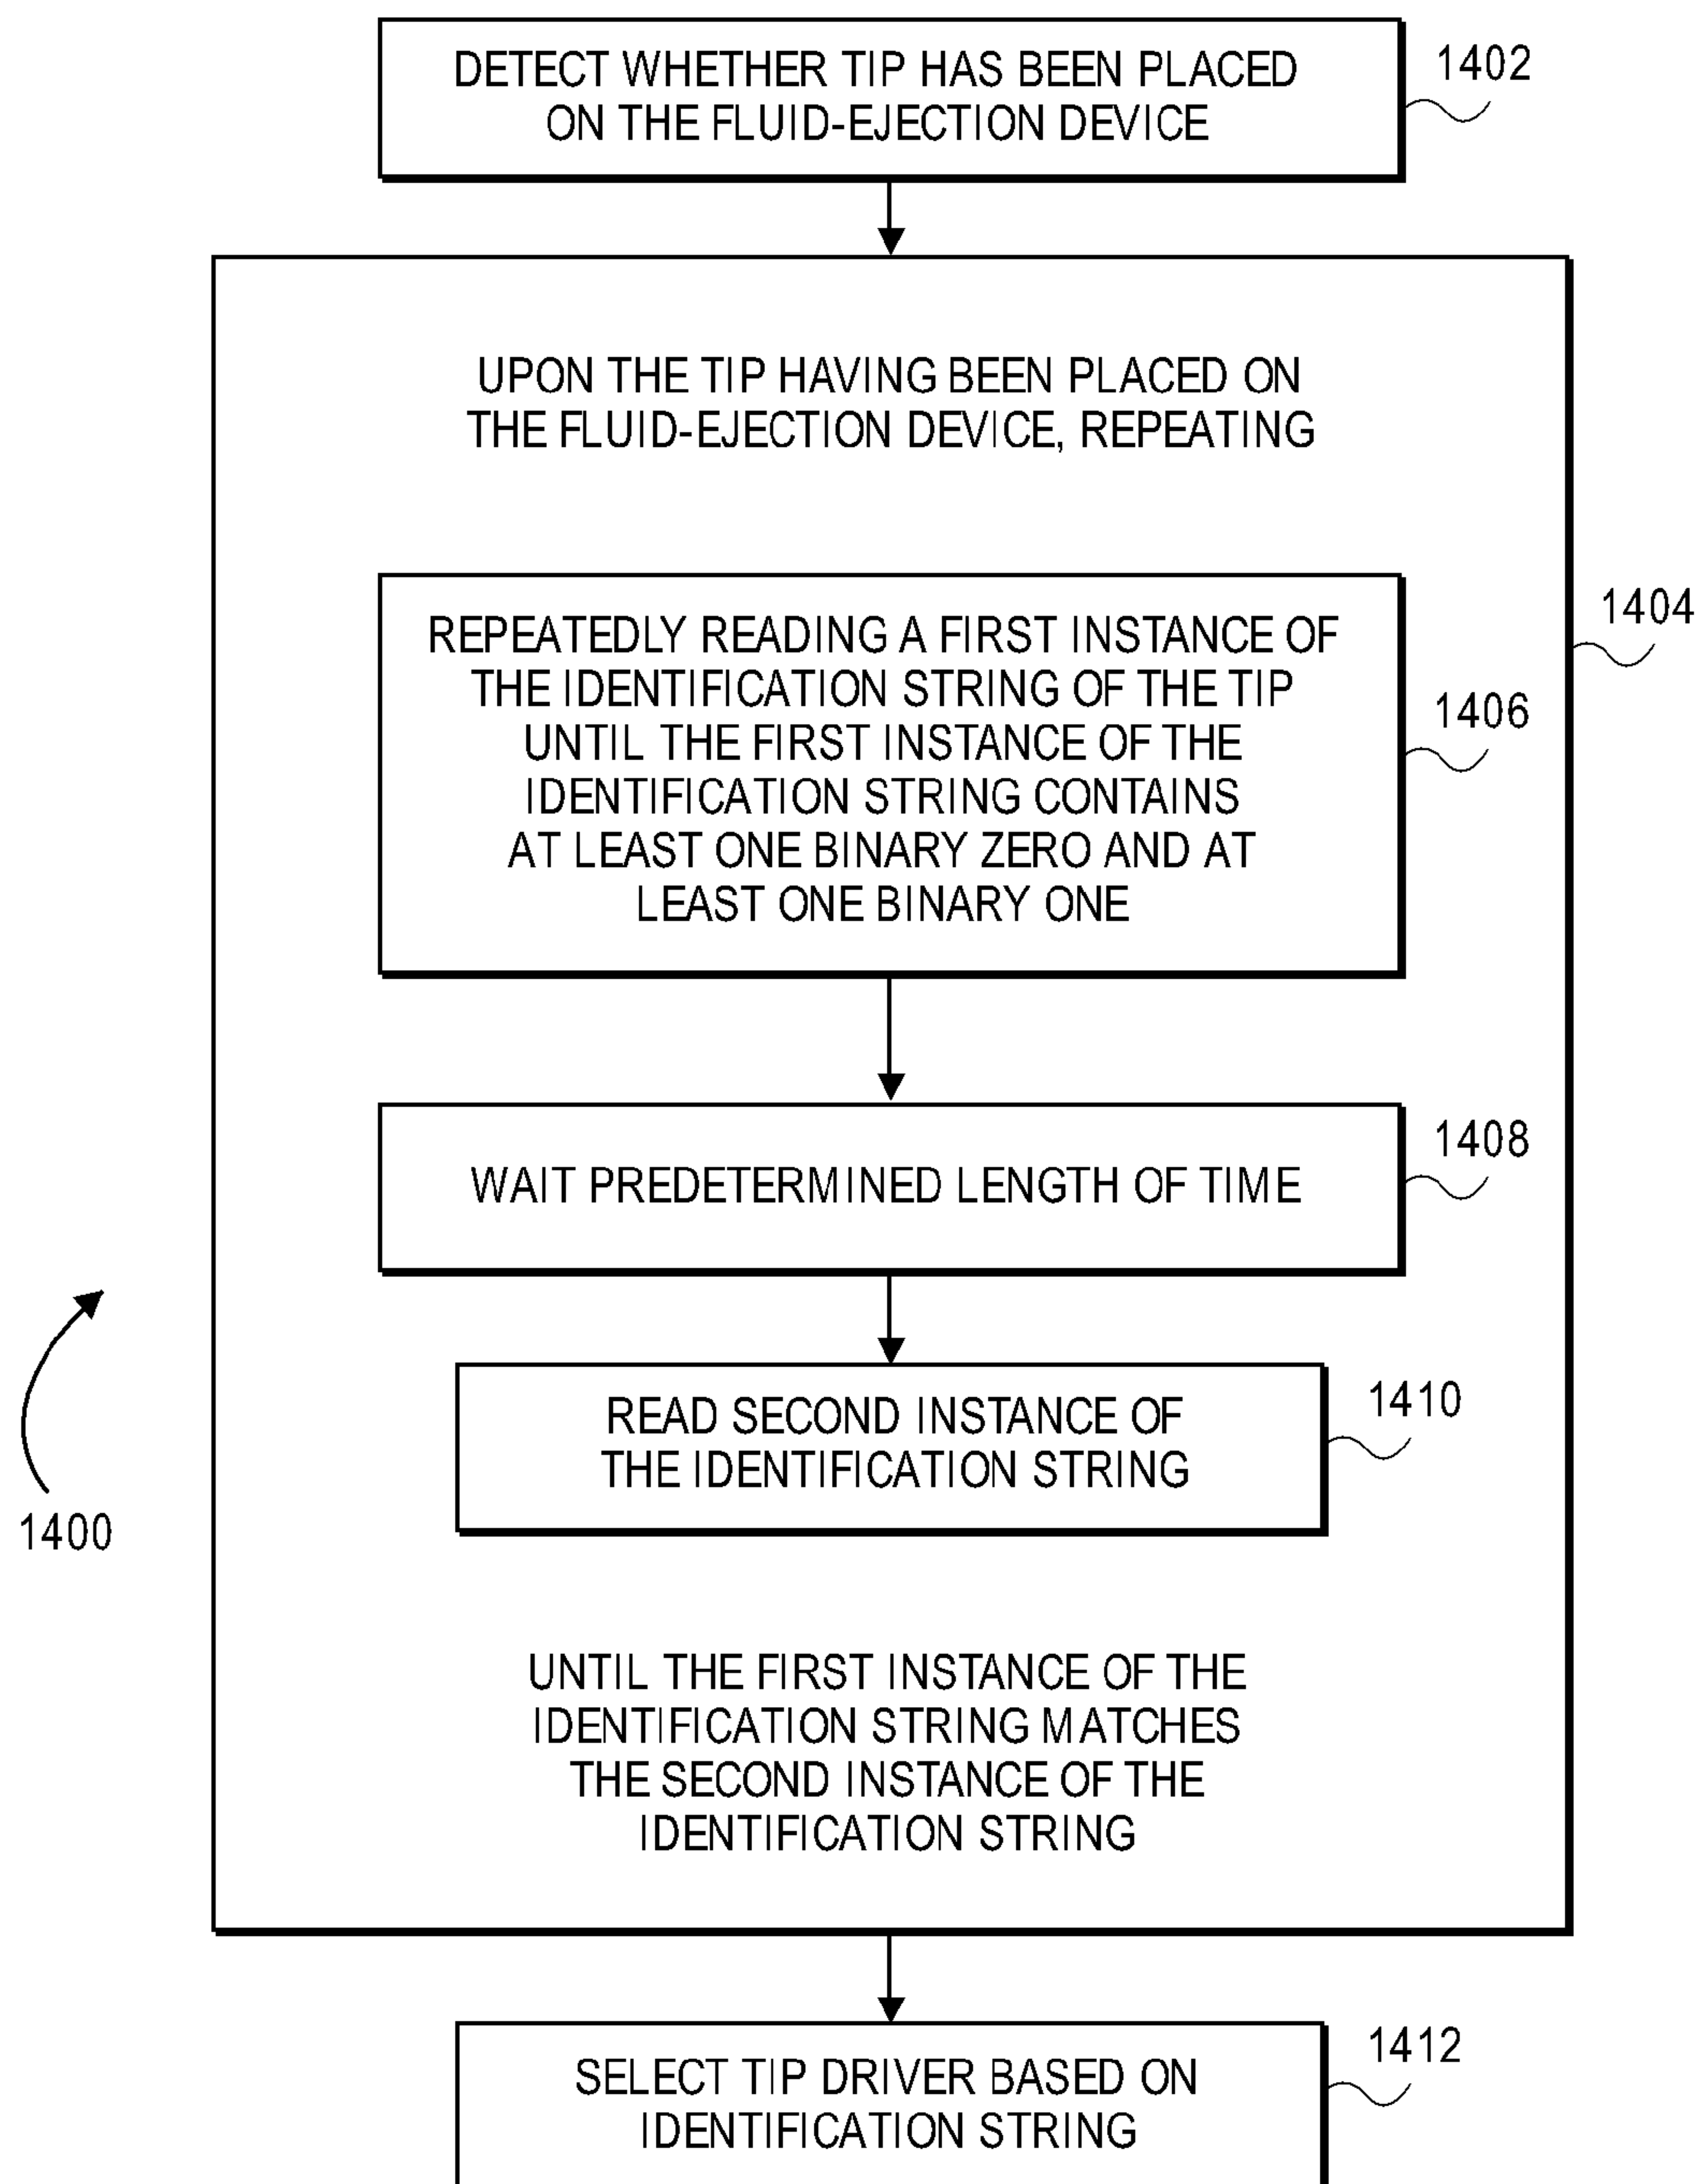 DETECT WHETHER TIP HAS BEEN PLACED
ON THE FLUID-EJECTION DEVICE
1402
UPON THE TIP HAVING BEEN PLACED ON
THE FLUID-EJECTION DEVICE, REPEATING
1404
REPEATEDLY READING A FIRST INSTANCE OF
THE IDENTIFICATION STRING OF THE TIP
UNTIL THE FIRST INSTANCE OF THE
IDENTIFICATION STRING CONTAINS
AT LEAST ONE BINARY ZERO AND AT
LEAST ONE BINARY ONE
1406
WAIT PREDETERMINED LENGTH OF TIME
1408
READ SECOND INSTANCE OF
THE IDENTIFICATION STRING
1410
1400
UNTIL THE FIRST INSTANCE OF THE
IDENTIFICATION STRING MATCHES
THE SECOND INSTANCE OF THE
IDENTIFICATION STRING
SELECT TIP DRIVER BASED ON
IDENTIFICATION STRING
1412